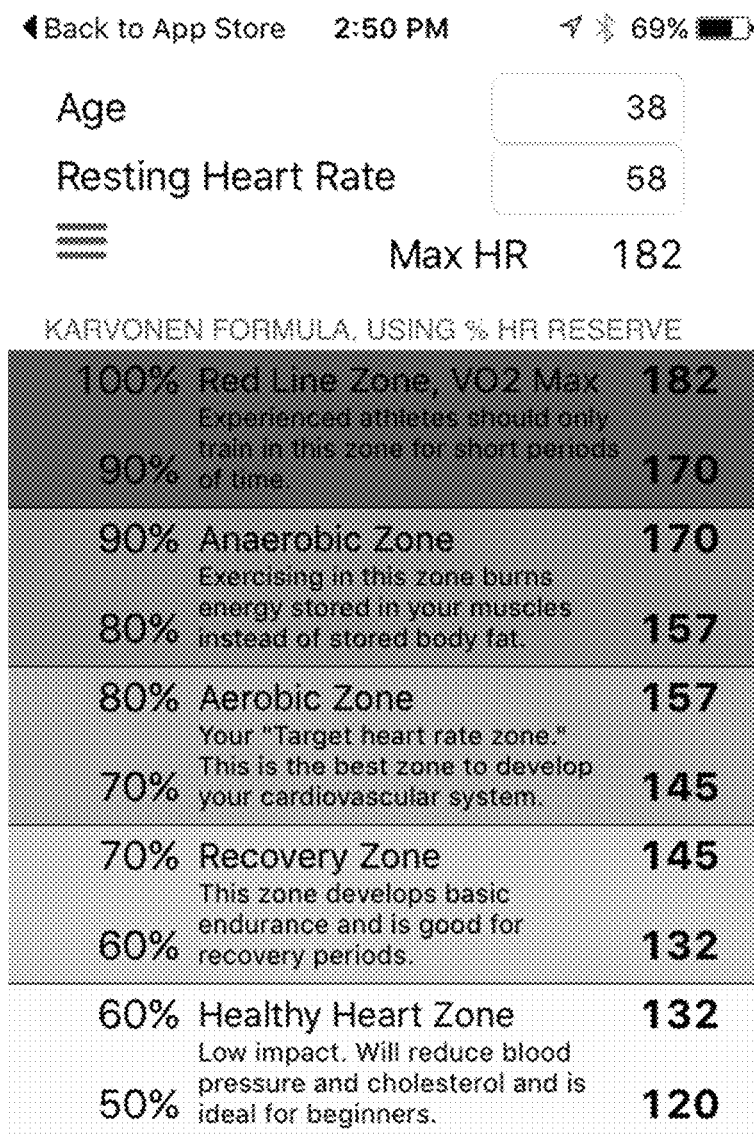 Back to App Store 2:50 PM 69%
Age 38
Resting Heart Rate 58
Max HR 182
KARVONEN FORMULA, USING % HR RESERVE
100% Red Line Zone, VO2 Max 182
Experienced athletes should only
train in this zone for short periods
90% of time. 170
90% Anaerobic Zone 170
Exercising in this zone burns
energy stored in your muscles
80% instead of stored body fat. 157
80% Aerobic Zone 157
Your "Target heart rate zone."
This is the best zone to develop
70% your cardiovascular system. 145
70% Recovery Zone 145
This zone develops basic
endurance and is good for
60% recovery periods. 132
60% Healthy Heart Zone 132
Low impact. Will reduce blood
pressure and cholesterol and is
50% ideal for beginners. 120